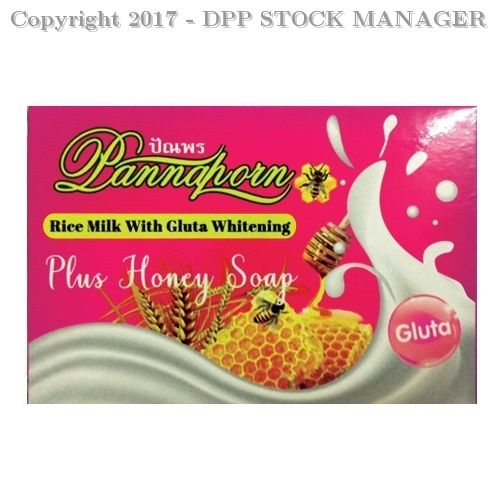 Copyright 2017 - DPP STOCK MANAGER
ปัณพร
Pannaporn
Rice Milk With Gluta Whitening
Plus Honey Soap
Gluta